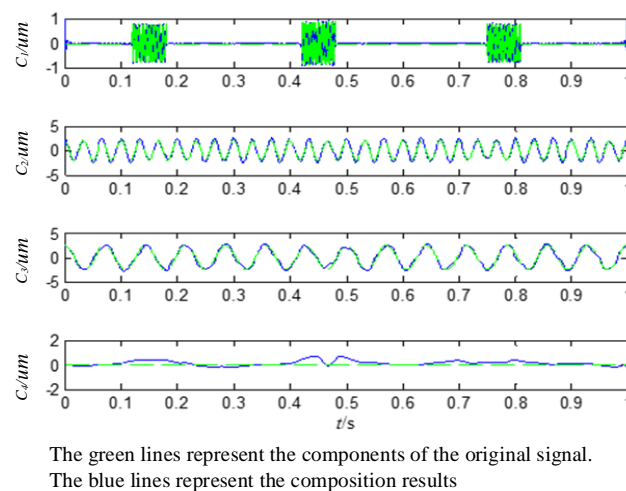 C1/um
1
0
-1
0 0.1 0.2 0.3 0.4 0.5 0.6 0.7 0.8 0.9 1
C2/um
5
0
-5
0 0.1 0.2 0.3 0.4 0.5 0.6 0.7 0.8 0.9 1
C3/um
5
0
-5
0 0.1 0.2 0.3 0.4 0.5 0.6 0.7 0.8 0.9 1
C4/um
2
0
-2
0 0.1 0.2 0.3 0.4 0.5 0.6 0.7 0.8 0.9 1
t/s
The green lines represent the components of the original signal.
The blue lines represent the composition results